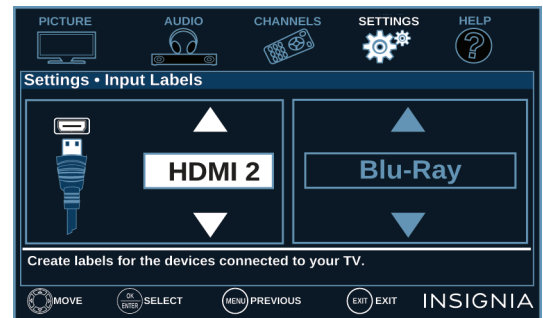 PICTURE AUDIO CHANNELS SETTINGS HELP
Settings • Input Labels
HDMI 2 Blu-Ray
Create labels for the devices connected to your TV.
MOVE OK ENTER SELECT MENU PREVIOUS EXIT EXIT INSIGNIA